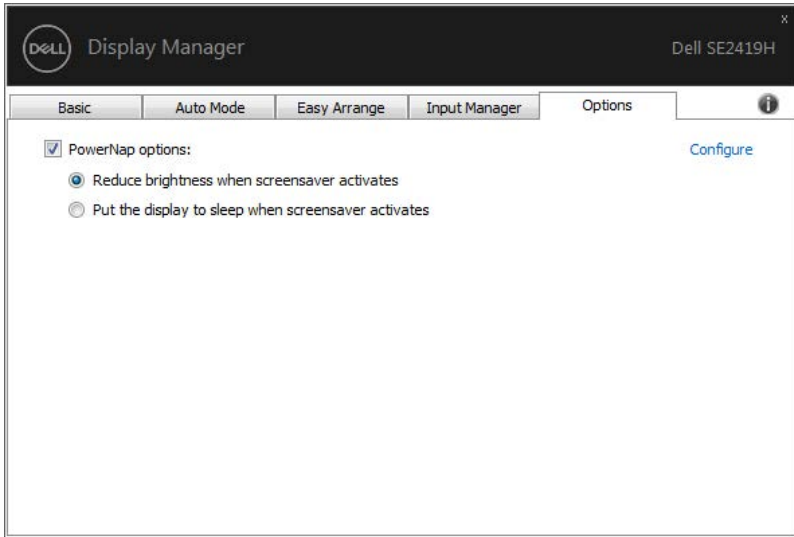 x
DELL Display Manager Dell SE2419H
Basic Auto Mode Easy Arrange Input Manager Options i
PowerNap options: Configure
Reduce brightness when screensaver activates
Put the display to sleep when screensaver activates